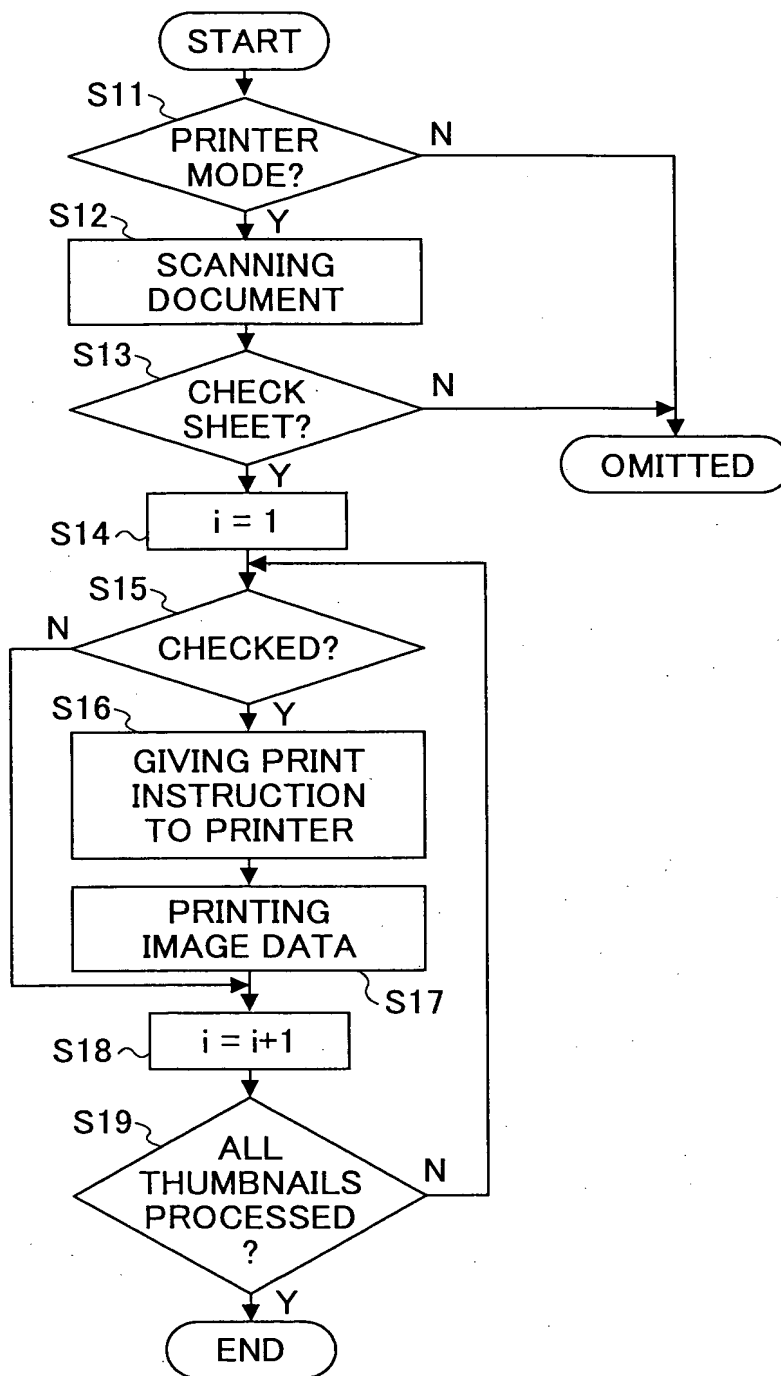 START
S11
PRINTER
MODE?
N
Y
S12
SCANNING
DOCUMENT
S13
CHECK
SHEET?
N
OMITTED
Y
S14
i = 1
S15
N
CHECKED?
Y
S16
GIVING PRINT
INSTRUCTION
TO PRINTER
PRINTING
IMAGE DATA
S17
S18
i = i+1
S19
ALL
THUMBNAILS
PROCESSED
?
N
Y
END